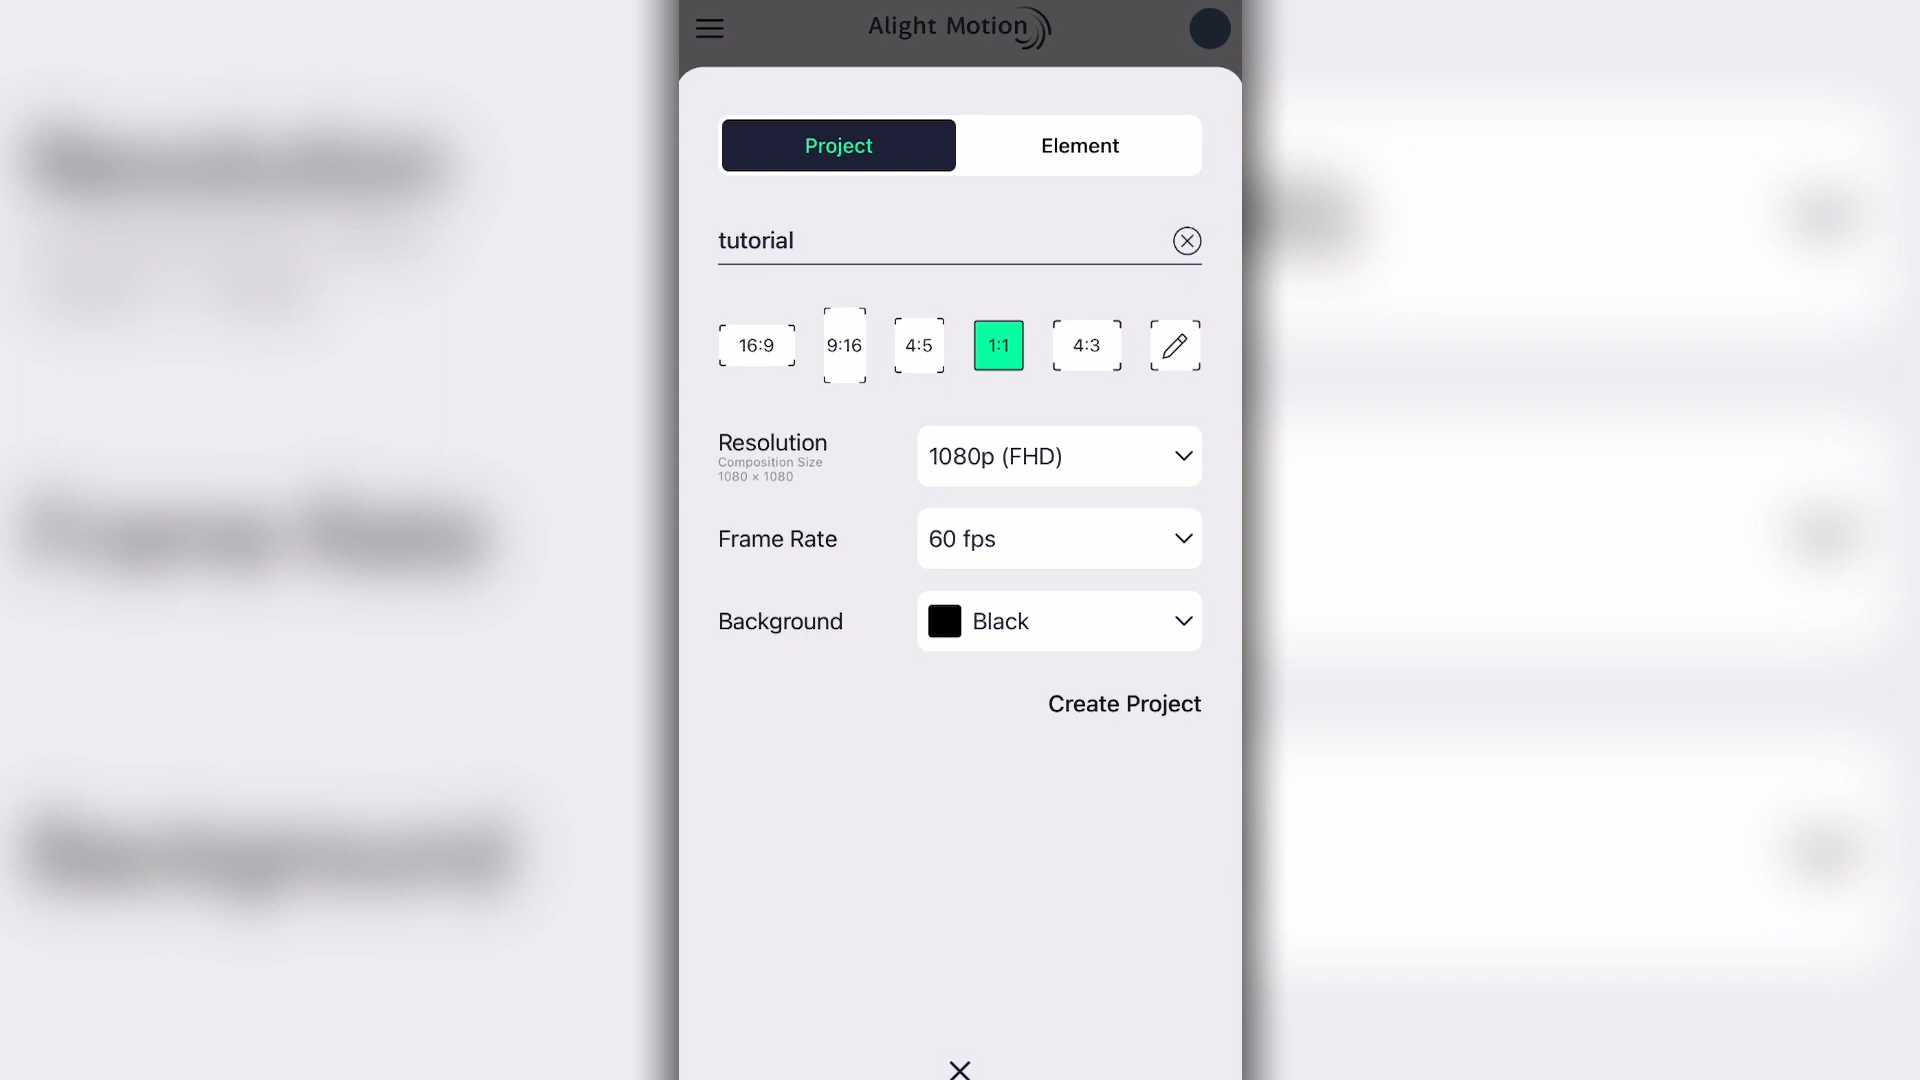 Alight Motion
Project Element
tutorial
16:9 9:16 4:5 1:1 4:3
Resolution
Composition Size
1080 × 1080
1080p (FHD)
Frame Rate 60 fps
Background Black
Create Project